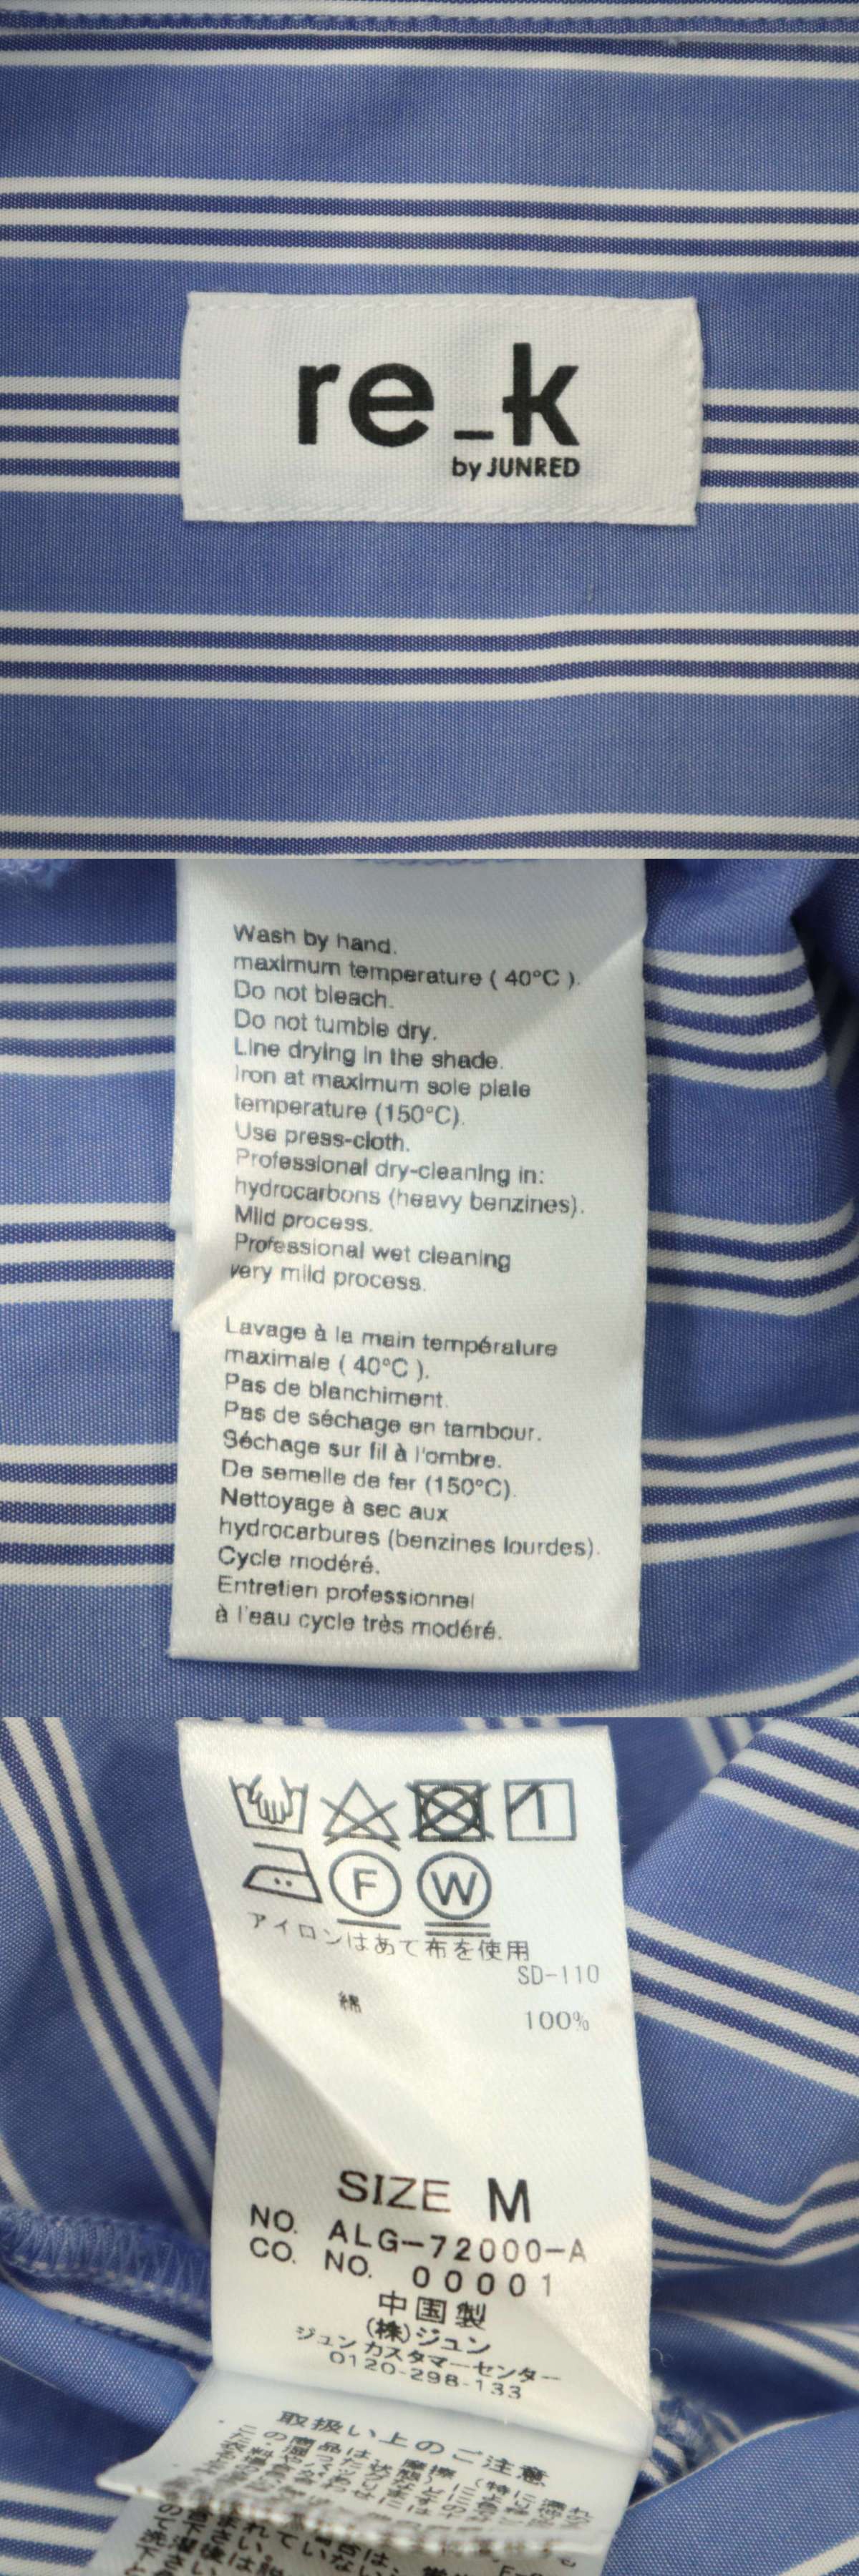 re_k
by JUNRED
Wash by hand.
maximum temperature ( 40°C ).
Do not bleach.
Do not tumble dry.
Line drying in the shade.
Iron at maximum sole plate
temperature (150°C).
Use press-cloth.
Professional dry-cleaning in:
hydrocarbons (heavy benzines).
Mild process.
Professional wet cleaning
very mild process.
Lavage à la main température
maximale ( 40°C ).
Pas de blanchiment.
Pas de séchage en tambour.
Séchage sur fil à l'ombre.
De semelle de fer (150°C).
Nettoyage à sec aux
hydrocarbures (benzines lourdes).
Cycle modéré.
Entretien professionnel
à l'eau cycle très modéré.
F W
アイロンはあて布を使用
SD-110
綿 100%
SIZE M
NO. ALG-72000-A
CO. NO. 00001
中国製
(株)ジュン
ジュン カスタマーセンター
0120-298-133
取扱い上のご注意